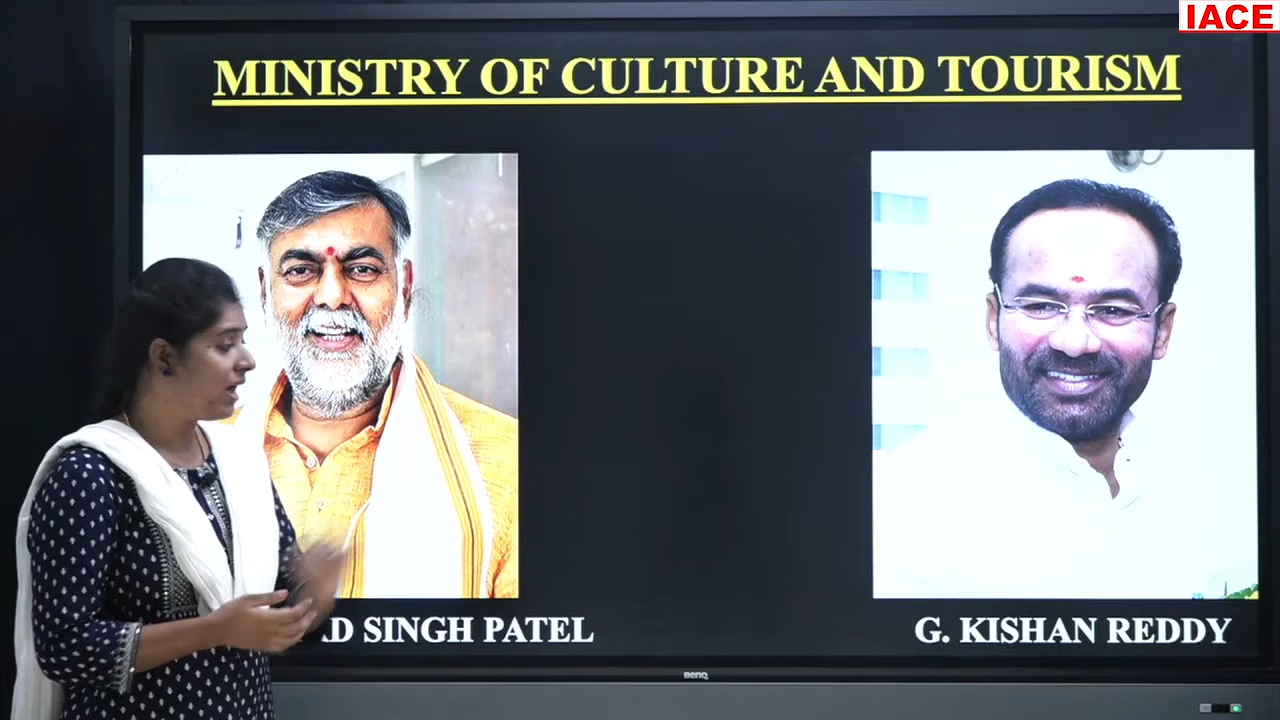 IACE
MINISTRY OF CULTURE AND TOURISM
SINGH PATEL
G. KISHAN REDDY
BenQ